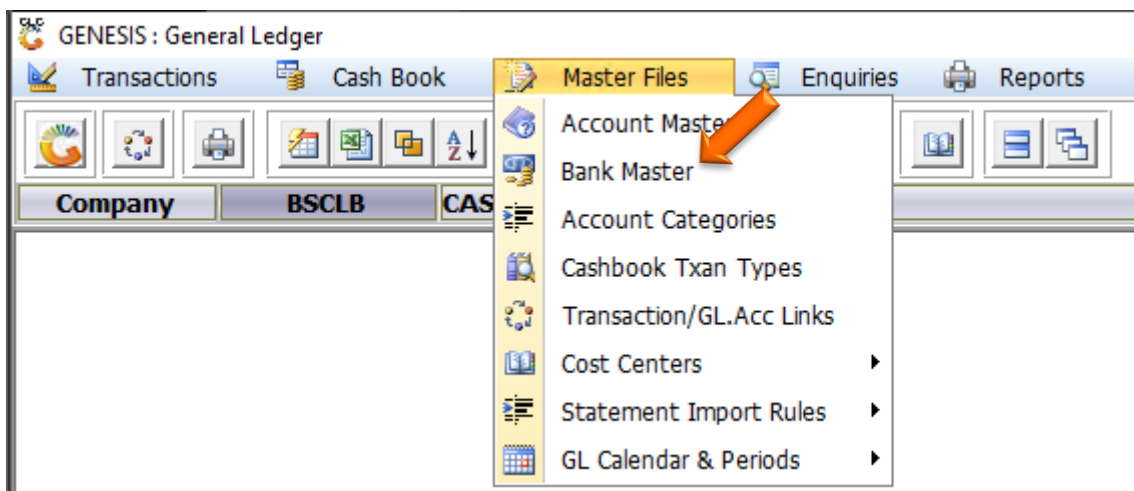 GENESIS : General Ledger
Transactions Cash Book Master Files Enquiries Reports
Account Master
Bank Master
Company BSCLB CAS
Account Categories
Cashbook Txan Types
Transaction/GL.Acc Links
Cost Centers
Statement Import Rules
GL Calendar & Periods